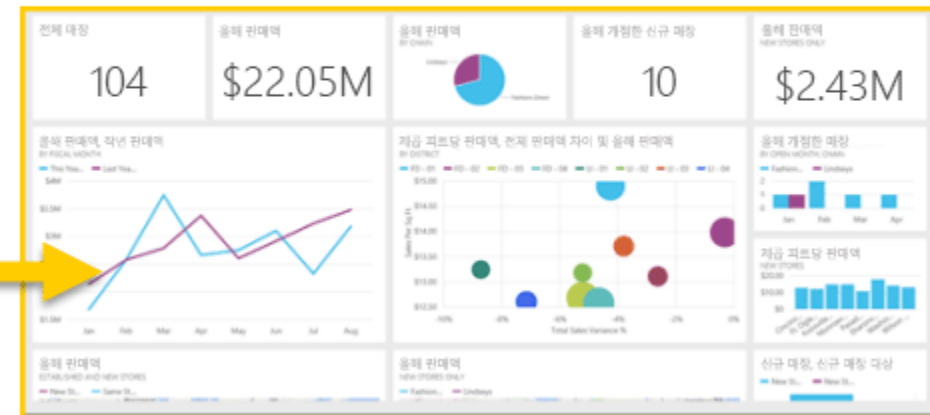 전체 매장
104
올해 판매액
$22.05M
올해 판매액
BY CHAIN
Lindseys
Fashions Direct
올해 개점한 신규 매장
10
올해 판매액
NEW STORES ONLY
$2.43M
올해 판매액, 작년 판매액
BY FISCAL MONTH
This Yea... Last Yea...
$4M
$3.5M
$3M
$1.5M
Jan Feb Mar Apr May Jun Jul Aug
제곱 피트당 판매액, 전체 판매액 차이 및 올해 판매액
BY DISTRICT
FD - 01 FD - 02 FD - 03 FD - 04 LI - 01 LI - 02 LI - 03 LI - 04
Sales Per Sq Ft
$15.00
$14.50
$14.00
$13.50
$13.00
$12.50
-10% -8% -6% -4% -2% 0%
Total Sales Variance %
올해 개점한 매장
BY OPEN MONTH, CHAIN
Fashion... Lindseys
2
1
0
Jan Feb Mar Apr
제곱 피트당 판매액
NEW STORES
$20.00
$10.00
$0
올해 판매액
ESTABLISHED AND NEW STORES
New St... Same St...
올해 판매액
NEW STORES ONLY
Fashion... Lindseys
신규 매장, 신규 매장 대상
New St... New St...